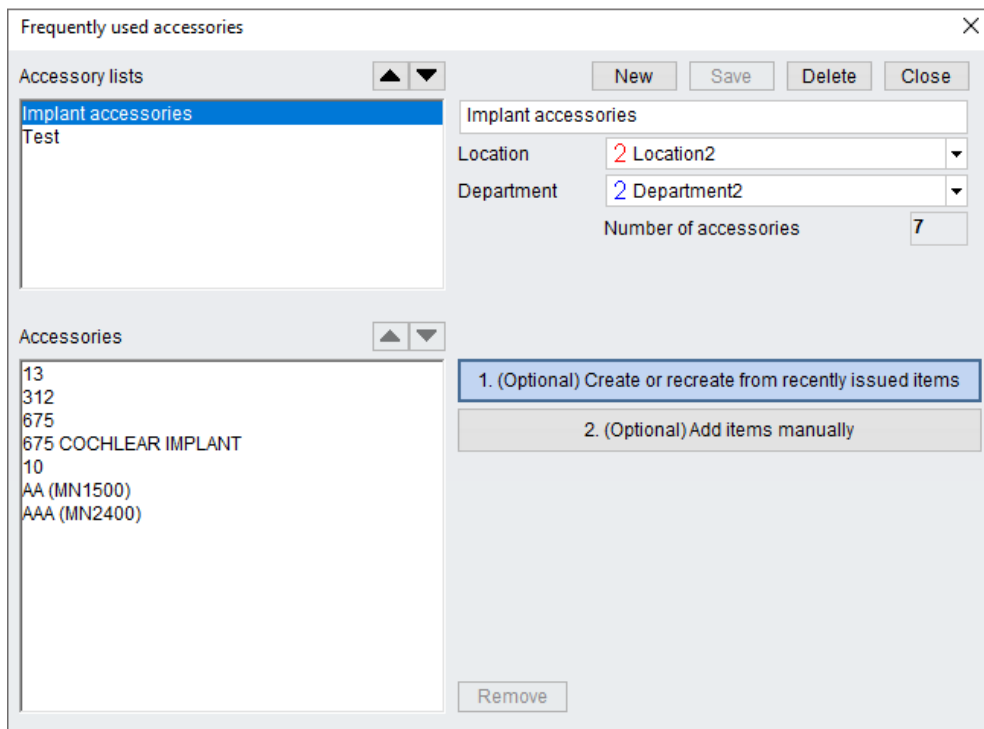 Frequently used accessories
Accessory lists
New Save Delete Close
Implant accessories
Test
Implant accessories
Location 2 Location2
Department 2 Department2
Number of accessories 7
Accessories
13
312
675
675 COCHLEAR IMPLANT
10
AA (MN1500)
AAA (MN2400)
1. (Optional) Create or recreate from recently issued items
2. (Optional) Add items manually
Remove